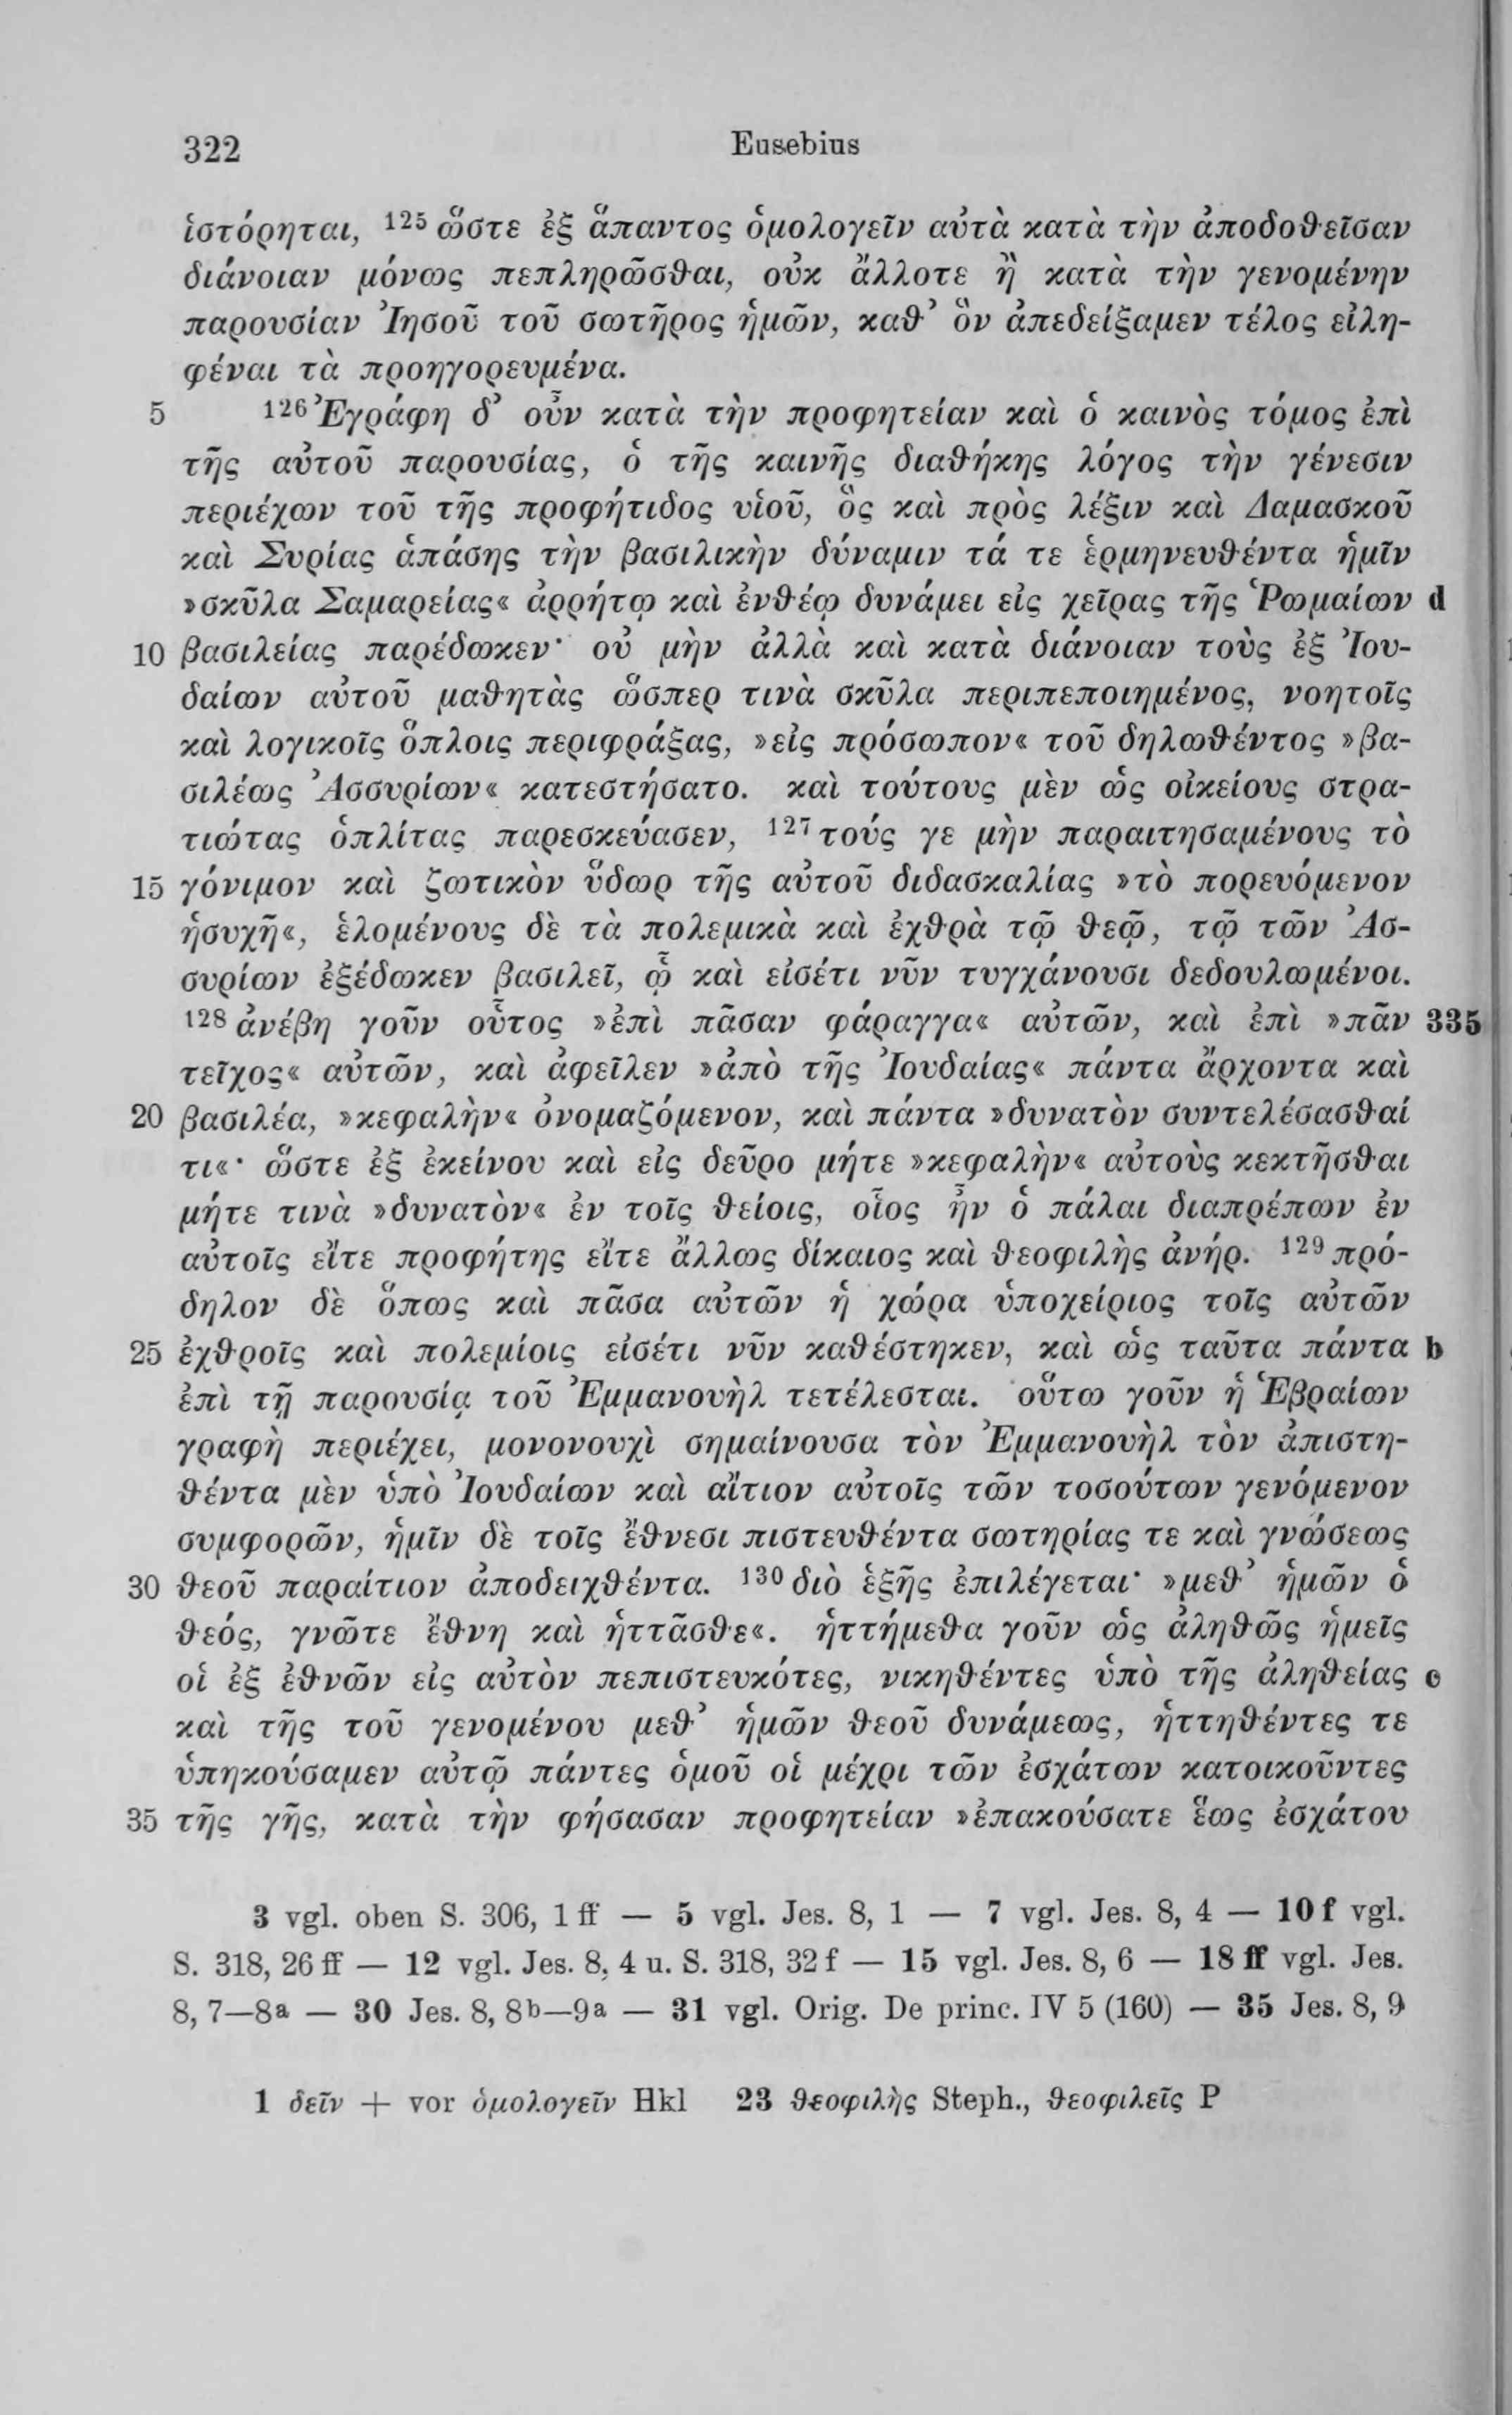 322 Eusebius
ἱστόρηται, ¹²⁵ ὥστε ἐξ ἅπαντος ὁμολογεῖν αὐτὰ κατὰ τὴν ἀποδοθεῖσαν
διάνοιαν μόνως πεπληρῶσθαι, οὐκ ἄλλοτε ἢ κατὰ τὴν γενομένην
παρουσίαν Ἰησοῦ τοῦ σωτῆρος ἡμῶν, καθ’ ὃν ἀπεδείξαμεν τέλος εἰλη-
φέναι τὰ προηγορευμένα.
5 ¹²⁶ Ἐγράφη δ’ οὖν κατὰ τὴν προφητείαν καὶ ὁ καινὸς τόμος ἐπὶ
τῆς αὐτοῦ παρουσίας, ὁ τῆς καινῆς διαθήκης λόγος τὴν γένεσιν
περιέχων τοῦ τῆς προφήτιδος υἱοῦ, ὃς καὶ πρὸς λέξιν καὶ Δαμασκοῦ
καὶ Συρίας ἁπάσης τὴν βασιλικὴν δύναμιν τά τε ἑρμηνευθέντα ἡμῖν
»σκῦλα Σαμαρείας« ἀρρήτῳ καὶ ἐνθέῳ δυνάμει εἰς χεῖρας τῆς Ῥωμαίων d
10 βασιλείας παρέδωκεν· οὐ μὴν ἀλλὰ καὶ κατὰ διάνοιαν τοὺς ἐξ Ἰου-
δαίων αὐτοῦ μαθητὰς ὥσπερ τινὰ σκῦλα περιπεποιημένος, νοητοῖς
καὶ λογικοῖς ὅπλοις περιφράξας, »εἰς πρόσωπον« τοῦ δηλωθέντος »βα-
σιλέως Ἀσσυρίων« κατεστήσατο. καὶ τούτους μὲν ὡς οἰκείους στρα-
τιώτας ὁπλίτας παρεσκεύασεν, ¹²⁷ τούς γε μὴν παραιτησαμένους τὸ
15 γόνιμον καὶ ζωτικὸν ὕδωρ τῆς αὐτοῦ διδασκαλίας »τὸ πορευόμενον
ἡσυχῆ«, ἑλομένους δὲ τὰ πολεμικὰ καὶ ἐχθρὰ τῷ θεῷ, τῷ τῶν Ἀσ-
συρίων ἐξέδωκεν βασιλεῖ, ᾧ καὶ εἰσέτι νῦν τυγχάνουσι δεδουλωμένοι.
¹²⁸ ἀνέβη γοῦν οὗτος »ἐπὶ πᾶσαν φάραγγα« αὐτῶν, καὶ ἐπὶ »πᾶν 335
τεῖχος« αὐτῶν, καὶ ἀφεῖλεν »ἀπὸ τῆς Ἰουδαίας« πάντα ἄρχοντα καὶ
20 βασιλέα, »κεφαλὴν« ὀνομαζόμενον, καὶ πάντα »δυνατὸν συντελέσασθαί
τι«· ὥστε ἐξ ἐκείνου καὶ εἰς δεῦρο μήτε »κεφαλὴν« αὐτοὺς κεκτῆσθαι
μήτε τινὰ »δυνατὸν« ἐν τοῖς θείοις, οἷος ἦν ὁ πάλαι διαπρέπων ἐν
αὐτοῖς εἴτε προφήτης εἴτε ἄλλως δίκαιος καὶ θεοφιλὴς ἀνήρ. ¹²⁹ πρό-
δηλον δὲ ὅπως καὶ πᾶσα αὐτῶν ἡ χώρα ὑποχείριος τοῖς αὐτῶν
25 ἐχθροῖς καὶ πολεμίοις εἰσέτι νῦν καθέστηκεν, καὶ ὡς ταῦτα πάντα b
ἐπὶ τῇ παρουσίᾳ τοῦ Ἐμμανουὴλ τετέλεσται. οὕτω γοῦν ἡ Ἑβραίων
γραφὴ περιέχει, μονονουχὶ σημαίνουσα τὸν Ἐμμανουὴλ τὸν ἀπιστη-
θέντα μὲν ὑπὸ Ἰουδαίων καὶ αἴτιον αὐτοῖς τῶν τοσούτων γενόμενον
συμφορῶν, ἡμῖν δὲ τοῖς ἔθνεσι πιστευθέντα σωτηρίας τε καὶ γνώσεως
30 θεοῦ παραίτιον ἀποδειχθέντα. ¹³⁰ διὸ ἑξῆς ἐπιλέγεται· »μεθ’ ἡμῶν ὁ
θεός, γνῶτε ἔθνη καὶ ἡττᾶσθε«. ἡττήμεθα γοῦν ὡς ἀληθῶς ἡμεῖς
οἱ ἐξ ἐθνῶν εἰς αὐτὸν πεπιστευκότες, νικηθέντες ὑπὸ τῆς ἀληθείας c
καὶ τῆς τοῦ γενομένου μεθ’ ἡμῶν θεοῦ δυνάμεως, ἡττηθέντες τε
ὑπηκούσαμεν αὐτῷ πάντες ὁμοῦ οἱ μέχρι τῶν ἐσχάτων κατοικοῦντες
35 τῆς γῆς, κατὰ τὴν φήσασαν προφητείαν »ἐπακούσατε ἕως ἐσχάτου
3 vgl. oben S. 306, 1 ff — 5 vgl. Jes. 8, 1 — 7 vgl. Jes. 8, 4 — 10 f vgl.
S. 318, 26 ff — 12 vgl. Jes. 8, 4 u. S. 318, 32 f — 15 vgl. Jes. 8, 6 — 18 ff vgl. Jes.
8, 7—8a — 30 Jes. 8, 8b—9a — 31 vgl. Orig. De princ. IV 5 (160) — 35 Jes. 8, 9
1 δεῖν + vor ὁμολογεῖν Hkl 23 θεοφιλὴς Steph., θεοφιλεῖς P